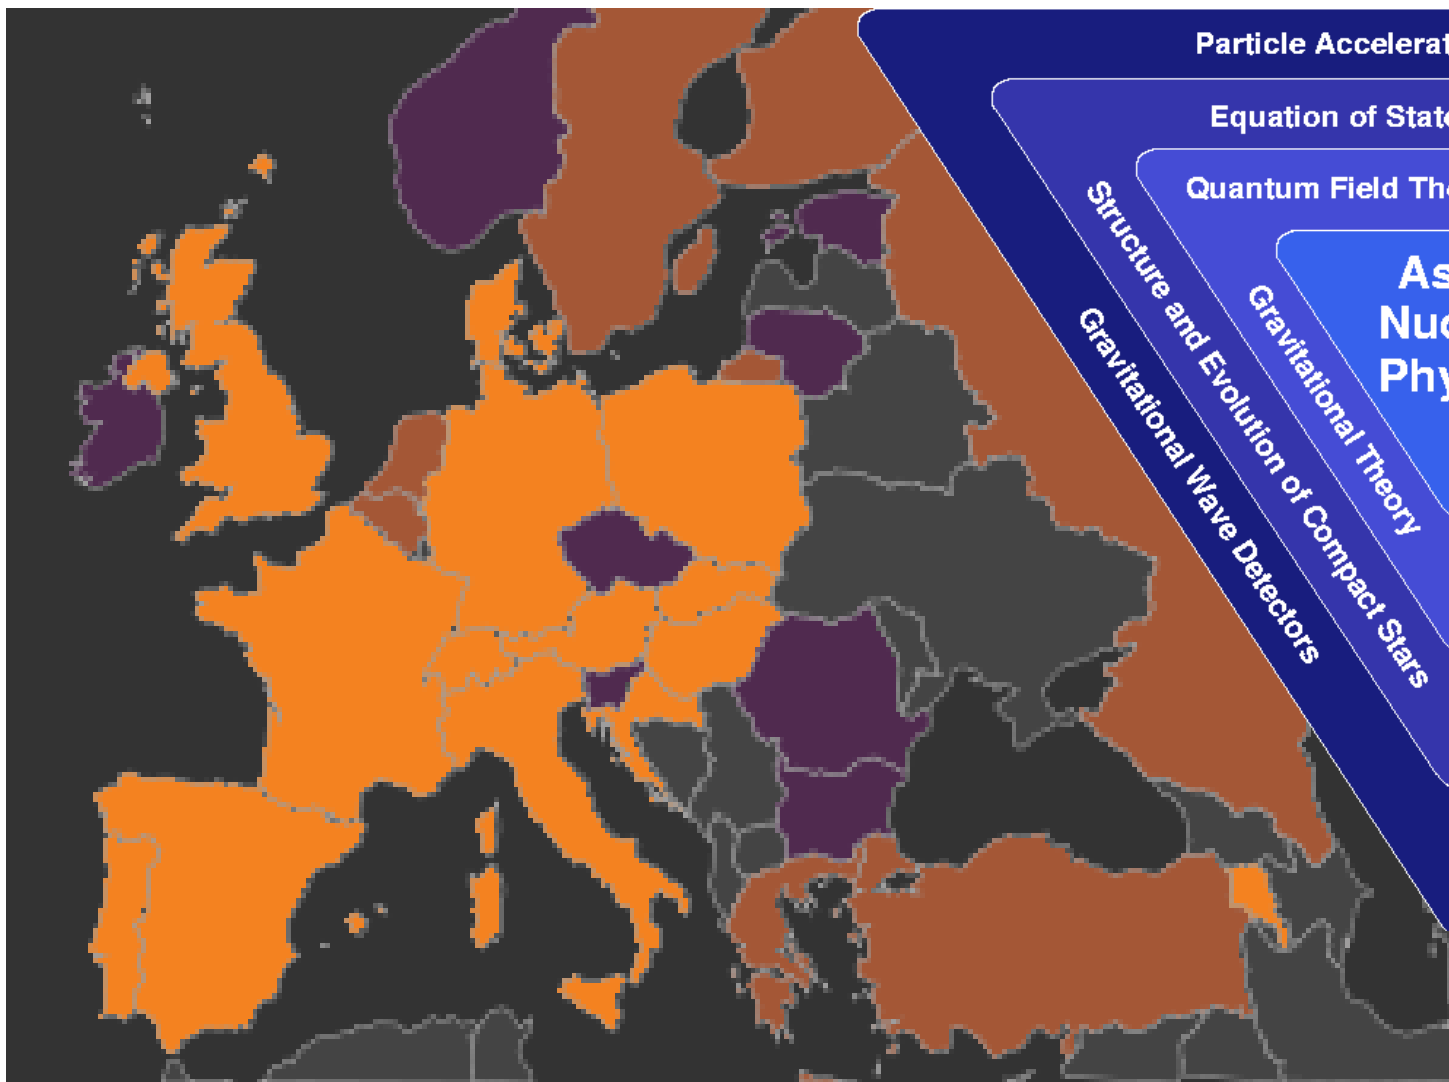 Particle Accelerat
Equation of State
Quantum Field The
As
Nuc
Phy
Gravitational Theory
Structure and Evolution of Compact Stars
Gravitational Wave Detectors